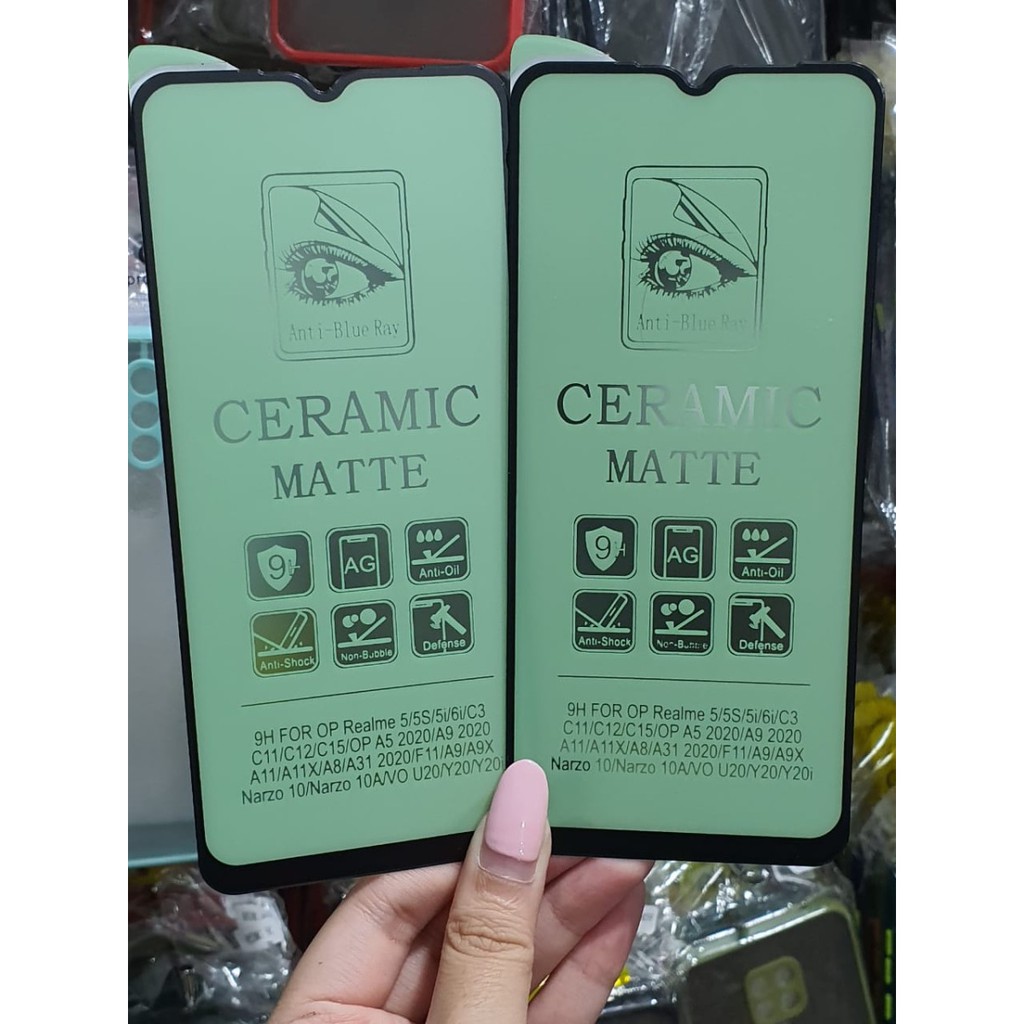 Anti-Blue Ray
CERAMIC
MATTE
9H
AG
Anti-Oil
Anti-Shock
Non-Bubble
Defense
9H FOR OP Realme 5/5S/5i/6i/C3
C11/C12/C15/OP A5 2020/A9 2020
A11/A11X/A8/A31 2020/F11/A9/A9X
Narzo 10/Narzo 10A/VO U20/Y20/Y20i
Anti-Blue Ray
CERAMIC
MATTE
9H
AG
Anti-Oil
Anti-Shock
Non-Bubble
Defense
9H FOR OP Realme 5/5S/5i/6i/C3
C11/C12/C15/OP A5 2020/A9 2020
A11/A11X/A8/A31 2020/F11/A9/A9X
Narzo 10/Narzo 10A/VO U20/Y20/Y20i